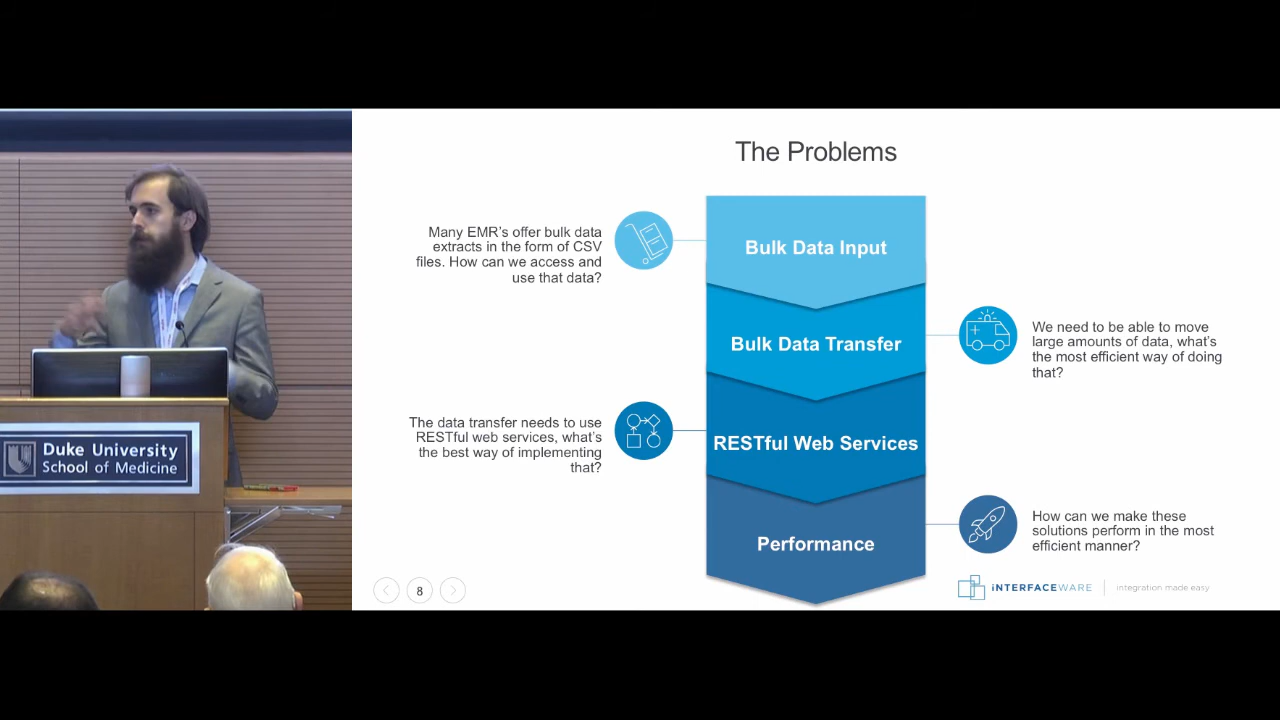 The Problems
Many EMR's offer bulk data
extracts in the form of CSV
files. How can we access and
use that data?
Bulk Data Input
Bulk Data Transfer
We need to be able to move
large amounts of data, what's
the most efficient way of doing
that?
The data transfer needs to use
RESTful web services, what's
the best way of implementing
that?
RESTful Web Services
Performance
How can we make these
solutions perform in the most
efficient manner?
8
iNTERFACEWARE
integration made easy
Duke University
School of Medicine